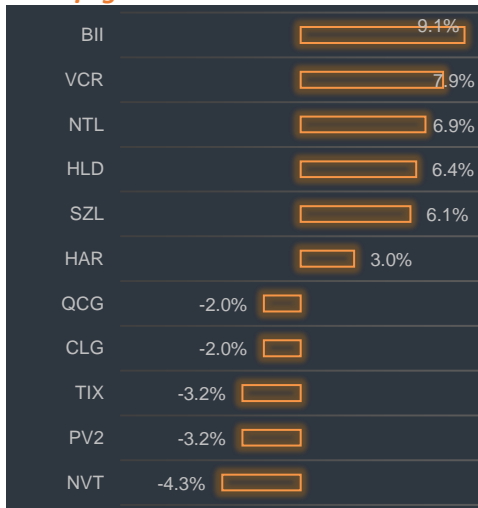 BII 9.1%
VCR 7.9%
NTL 6.9%
HLD 6.4%
SZL 6.1%
HAR 3.0%
QCG -2.0%
CLG -2.0%
TIX -3.2%
PV2 -3.2%
NVT -4.3%